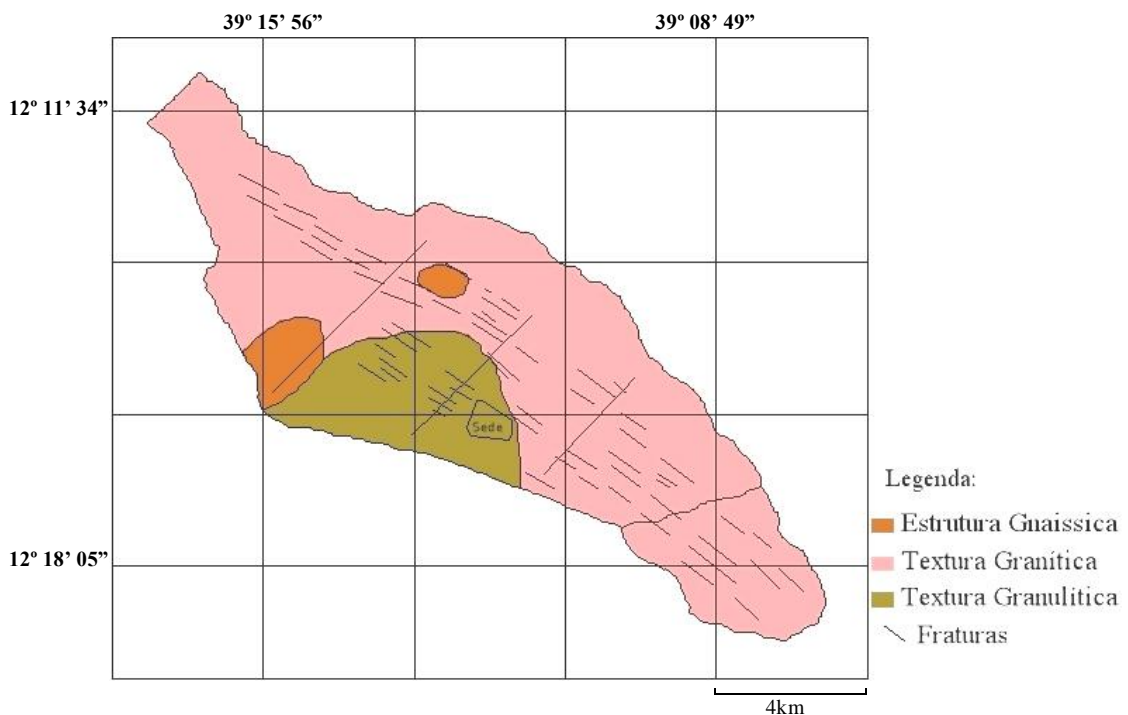 39º 15’ 56”
39º 08’ 49”
12º 11’ 34”
Sede
Legenda:
Estrutura Gnaissica
12º 18’ 05”
Textura Granítica
Textura Granulitica
Fraturas
4km